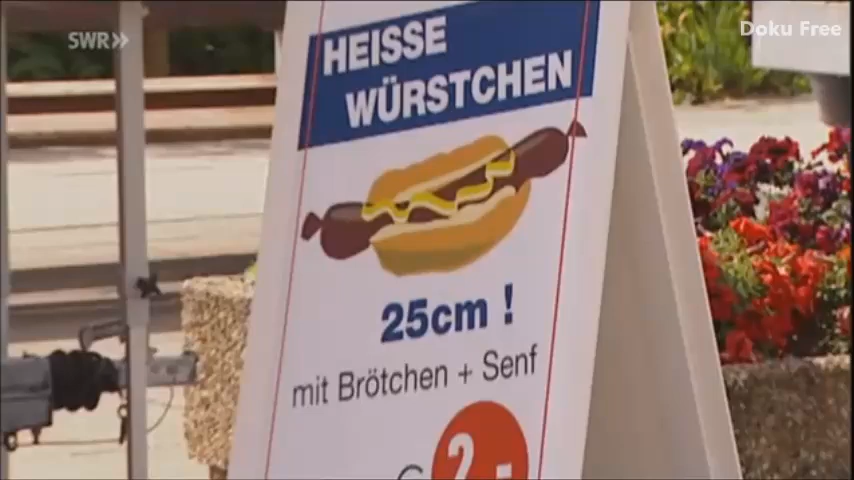 SWR»
Doku Free
HEISSE
WÜRSTCHEN
25cm !
mit Brötchen + Senf
€ 2,-